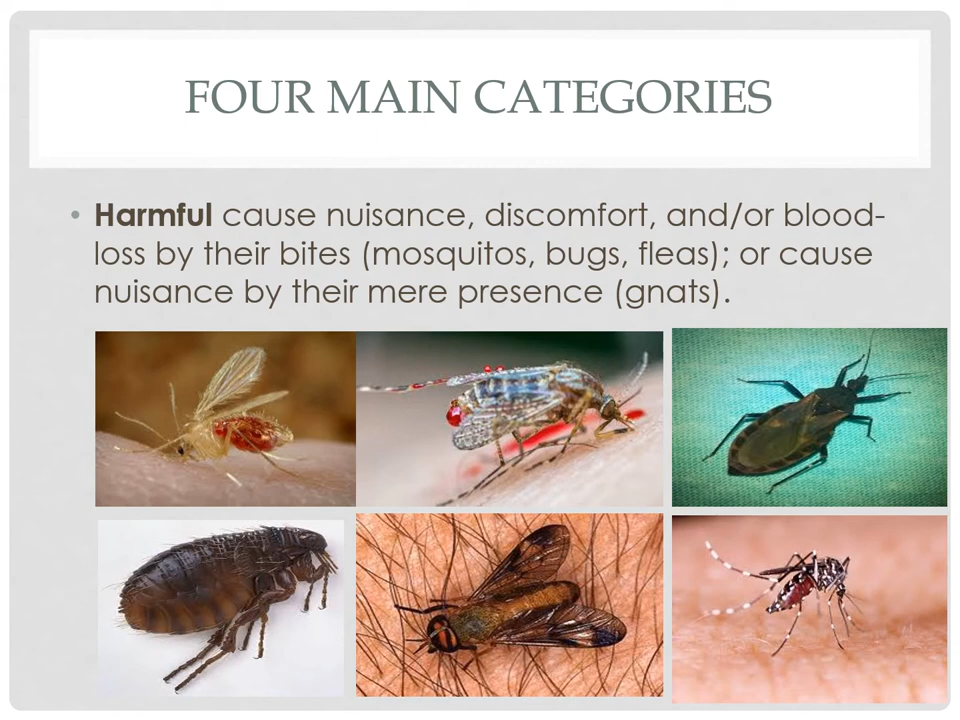 FOUR MAIN CATEGORIES
• Harmful cause nuisance, discomfort, and/or blood-
loss by their bites (mosquitos, bugs, fleas); or cause
nuisance by their mere presence (gnats).